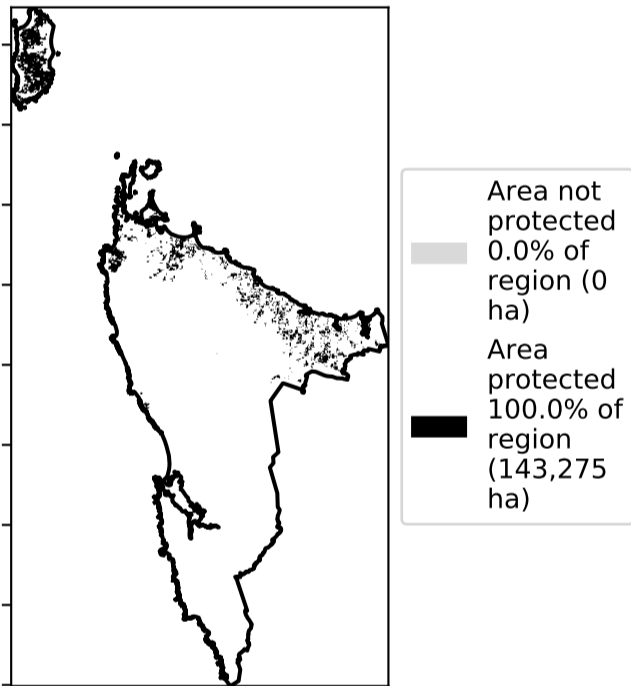 Area not
protected
0.0% of
region (0
ha)
Area
protected
100.0% of
region
(143,275
ha)